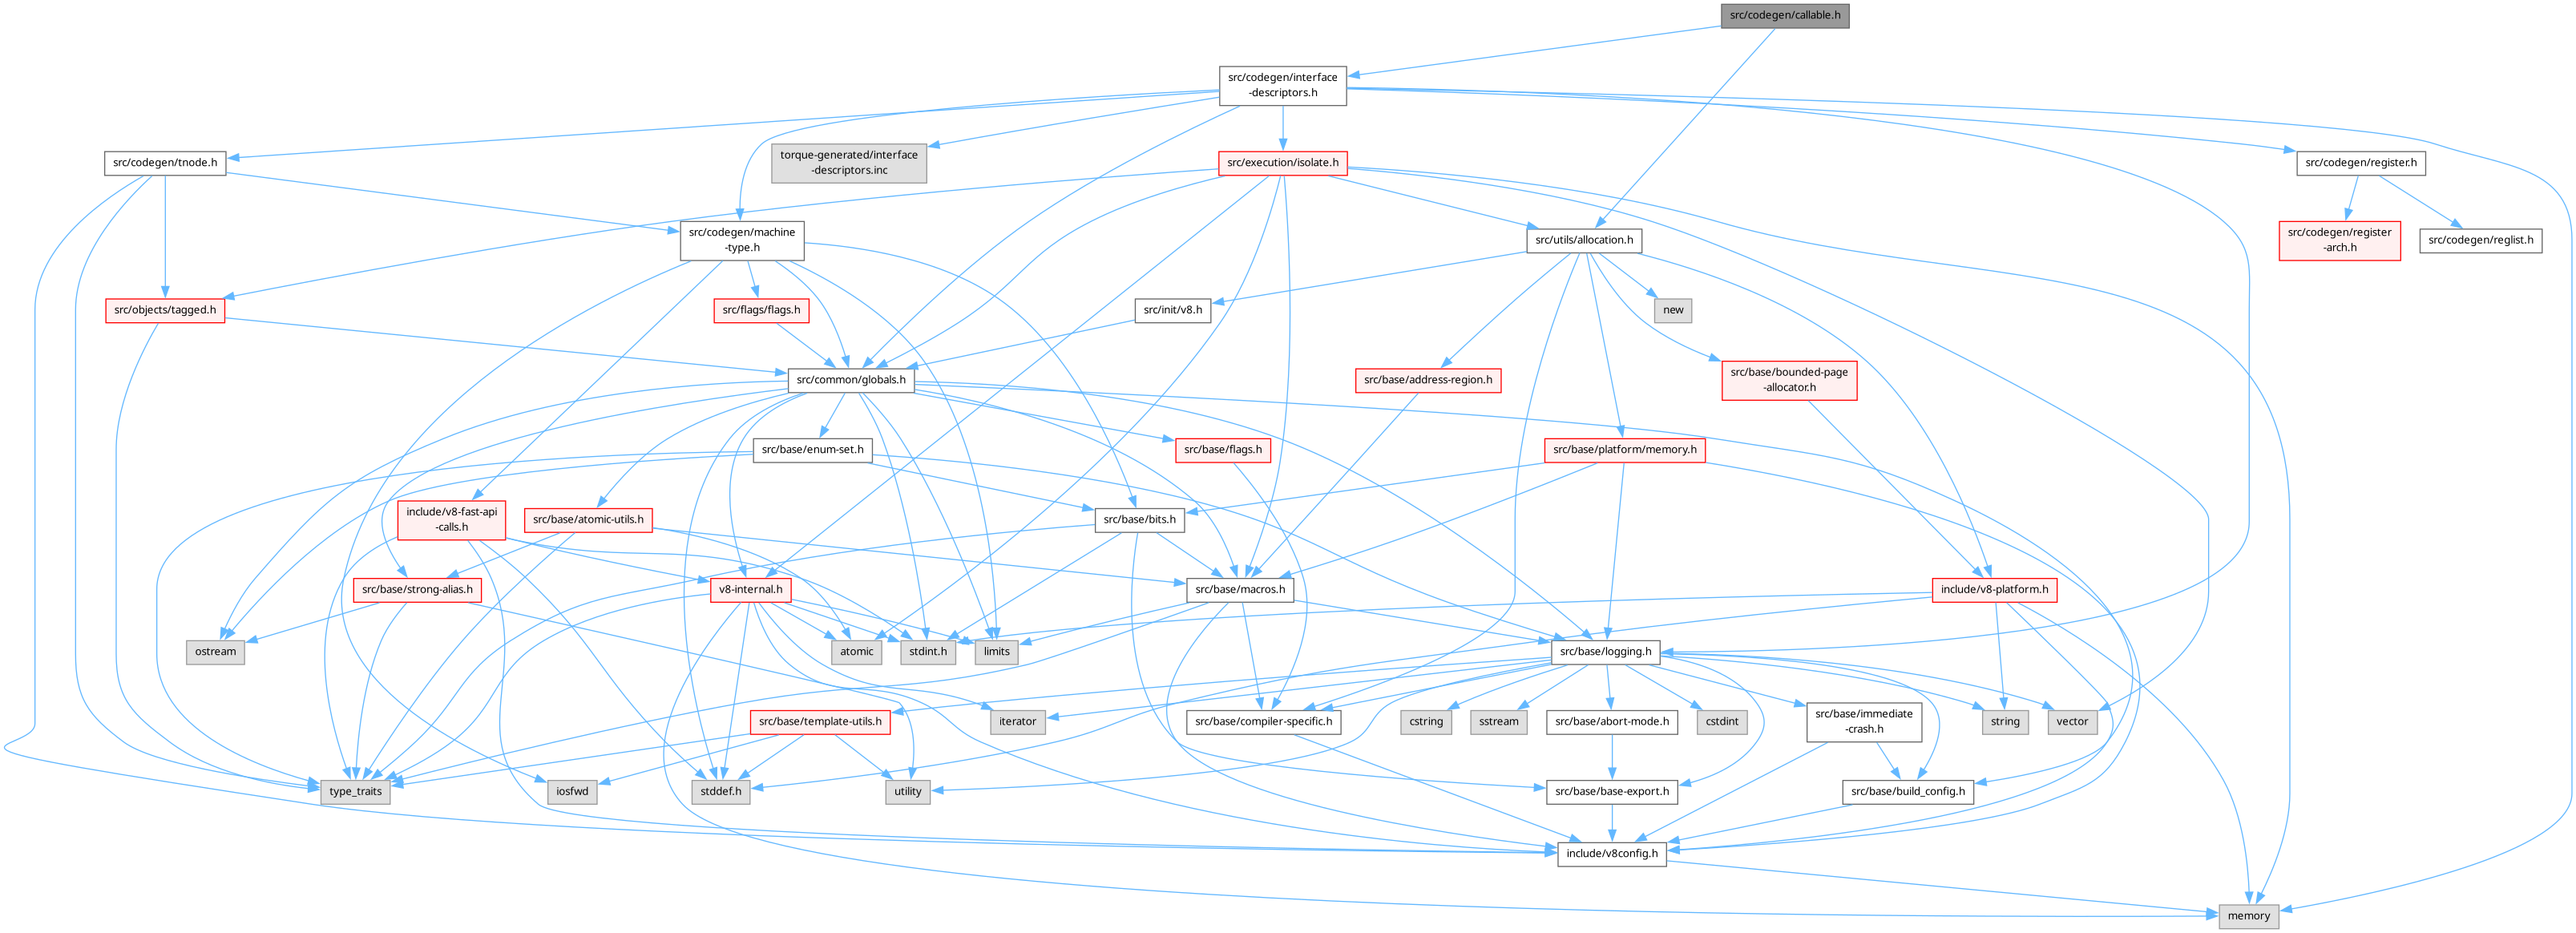 src/codegen/callable.h
src/codegen/interface
-descriptors.h
src/codegen/tnode.h
torque-generated/interface
-descriptors.inc
src/execution/isolate.h
src/codegen/register.h
src/codegen/machine
-type.h
src/utils/allocation.h
src/codegen/register
-arch.h
src/codegen/reglist.h
src/objects/tagged.h
src/flags/flags.h
src/init/v8.h
new
src/common/globals.h
src/base/address-region.h
src/base/bounded-page
-allocator.h
src/base/enum-set.h
src/base/flags.h
src/base/platform/memory.h
include/v8-fast-api
-calls.h
src/base/atomic-utils.h
src/base/bits.h
src/base/strong-alias.h
v8-internal.h
src/base/macros.h
include/v8-platform.h
ostream
atomic
stdint.h
limits
src/base/logging.h
src/base/template-utils.h
iterator
src/base/compiler-specific.h
cstring
sstream
src/base/abort-mode.h
cstdint
src/base/immediate
-crash.h
string
vector
type_traits
iosfwd
stddef.h
utility
src/base/base-export.h
src/base/build_config.h
include/v8config.h
memory